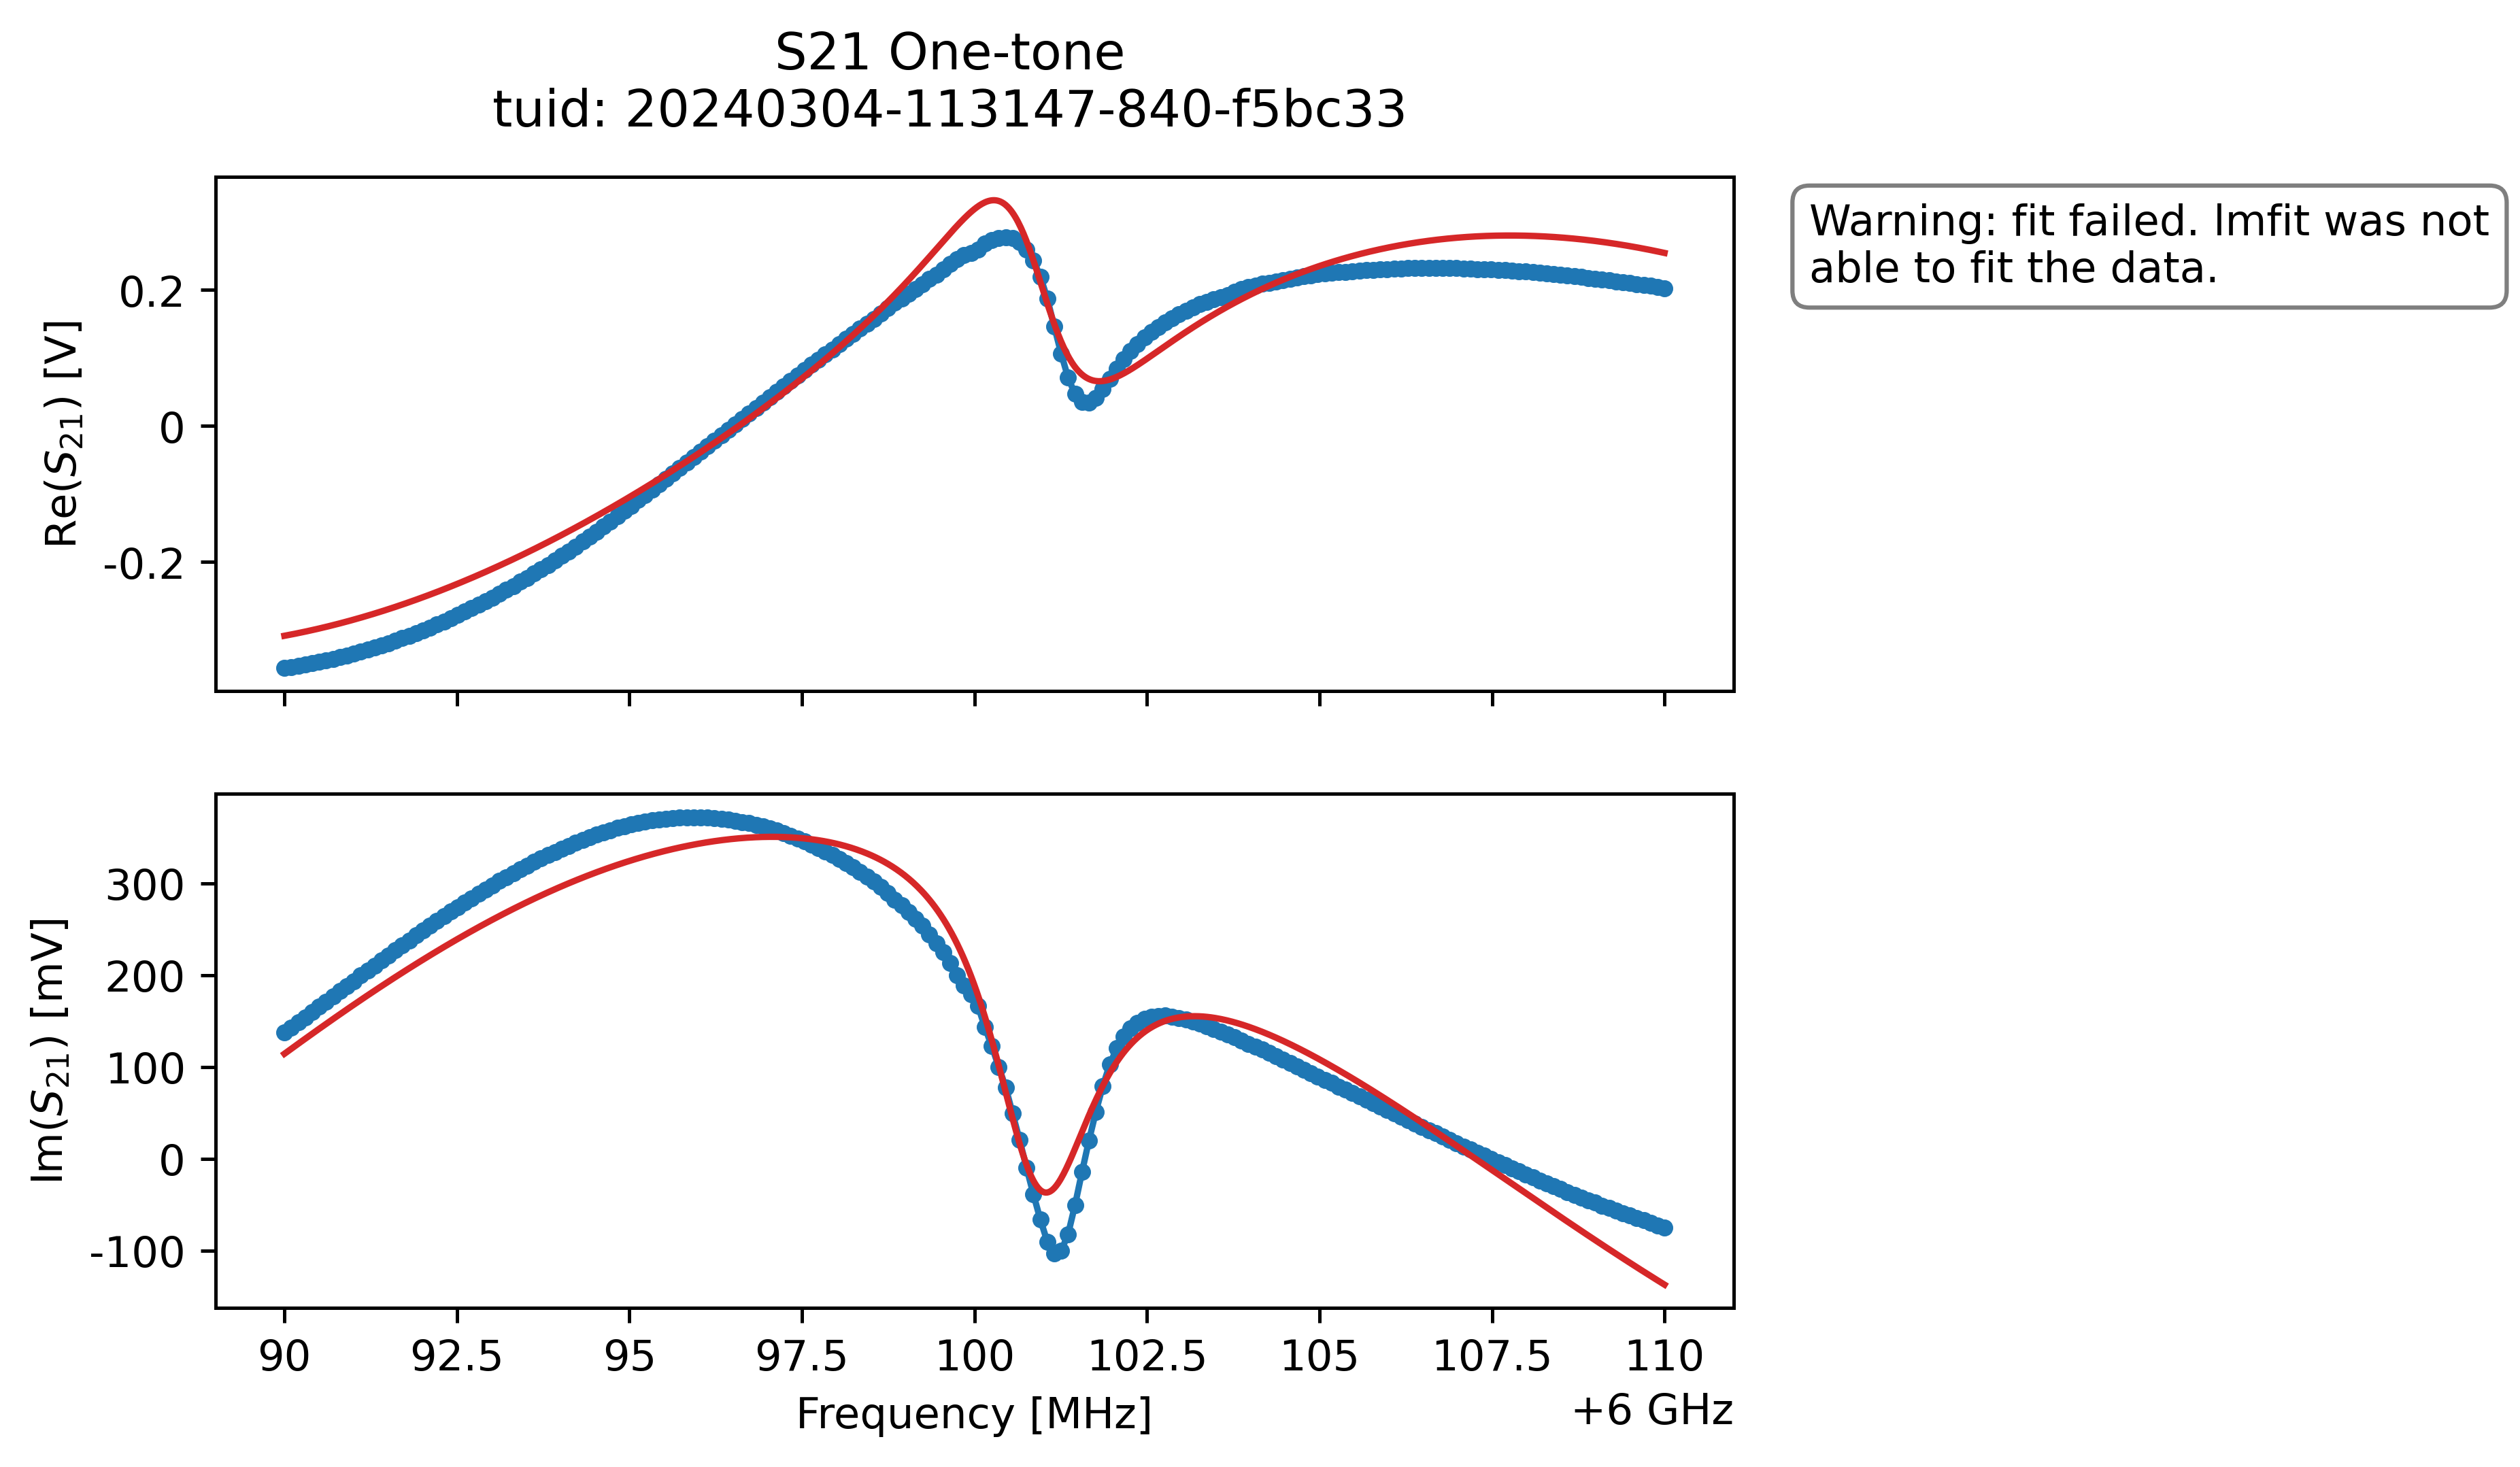 S21 One-tone
tuid: 20240304-113147-840-f5bc33
Warning: fit failed. lmfit was not
able to fit the data.
Re(S21) [V]
0.2
0
-0.2
Im(S21) [mV]
300
200
100
0
-100
90 92.5 95 97.5 100 102.5 105 107.5 110
Frequency [MHz]
+6 GHz